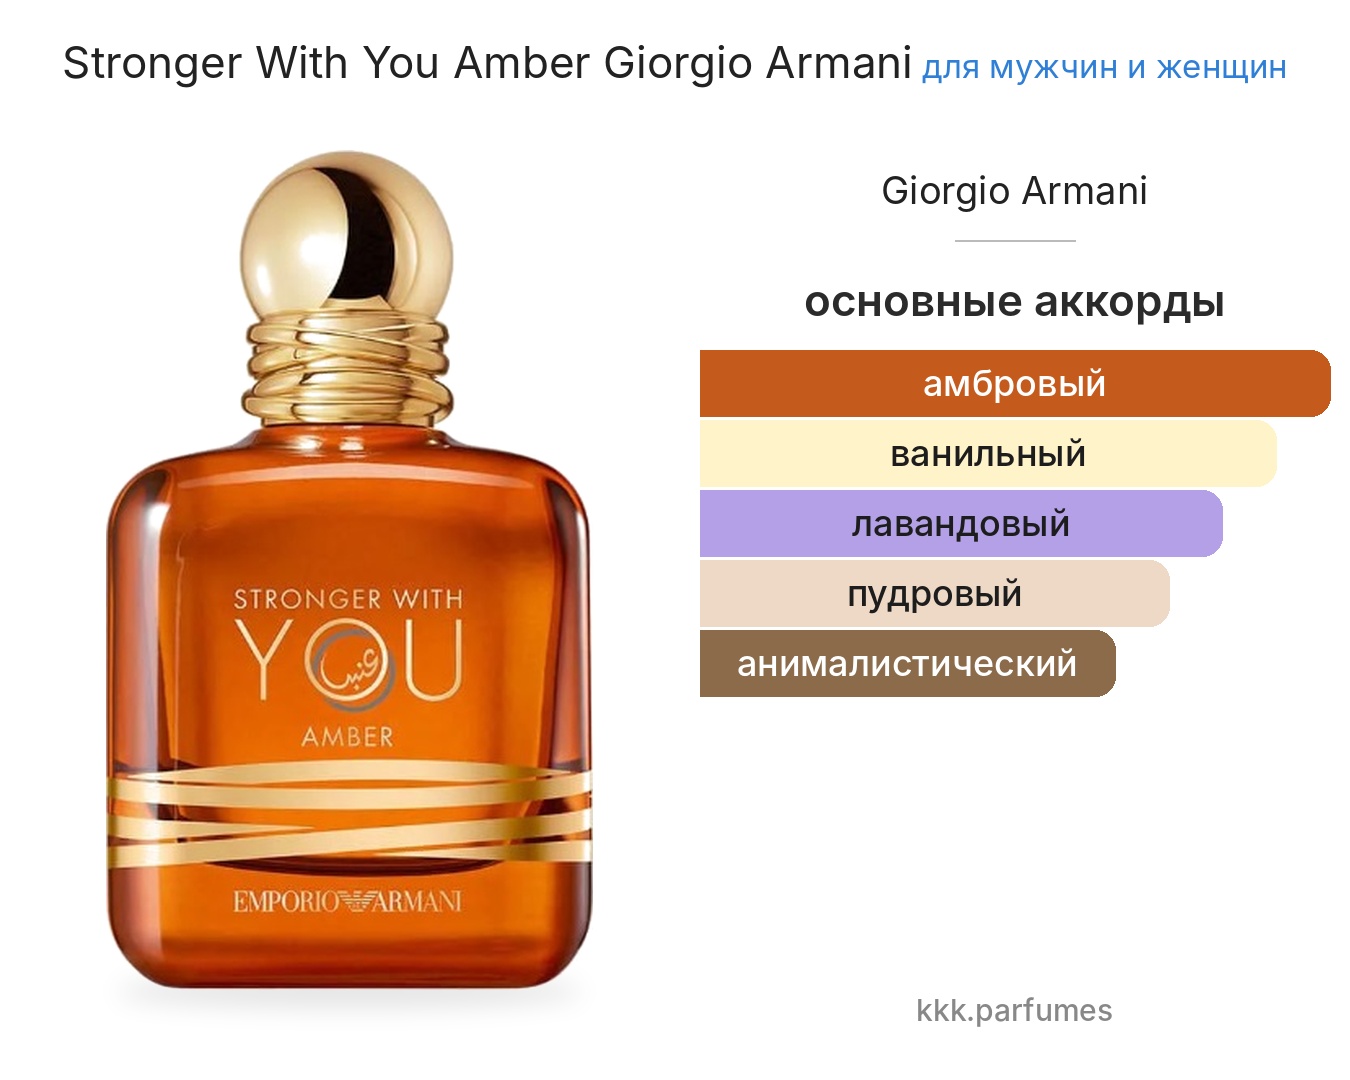 Stronger With You Amber Giorgio Armani для мужчин и женщин
Giorgio Armani
основные аккорды
амбровый
ванильный
лавандовый
пудровый
анималистический
STRONGER WITH
YOU
عنبر
AMBER
EMPORIO ARMANI
kkk.parfumes